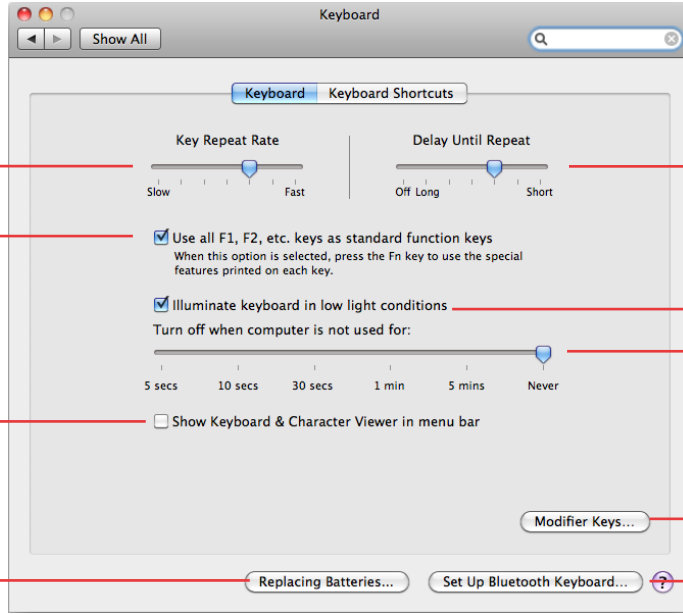 Keyboard
Show All
Keyboard Keyboard Shortcuts
Key Repeat Rate Delay Until Repeat
Slow Fast Off Long Short
Use all F1, F2, etc. keys as standard function keys
When this option is selected, press the Fn key to use the special
features printed on each key.
Illuminate keyboard in low light conditions
Turn off when computer is not used for:
5 secs 10 secs 30 secs 1 min 5 mins Never
Show Keyboard & Character Viewer in menu bar
Modifier Keys...
Replacing Batteries... Set Up Bluetooth Keyboard... ?